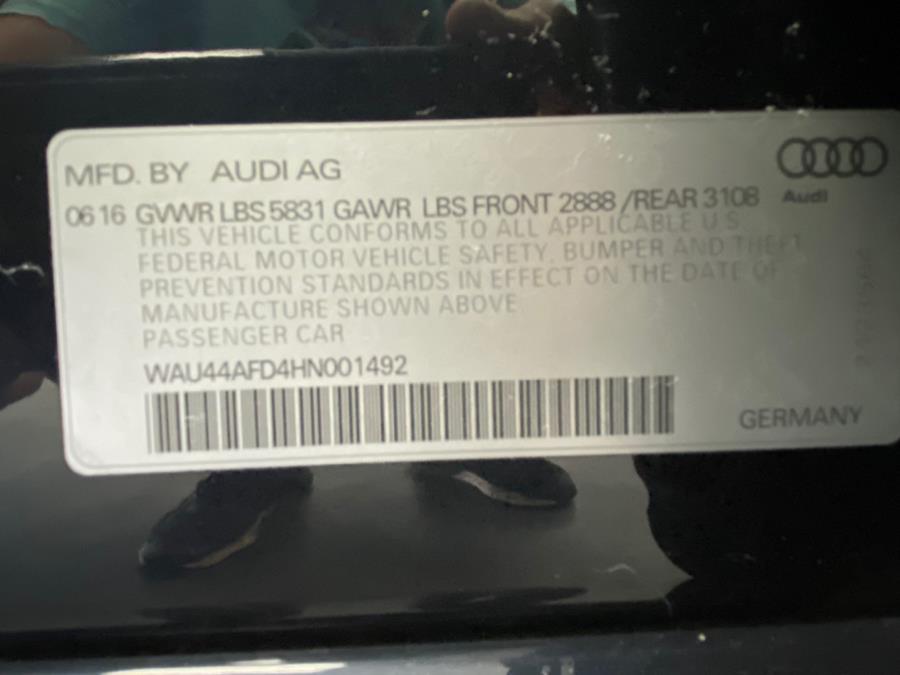 MFD. BY AUDI AG
Audi
06 16 GVWR LBS 5831 GAWR LBS FRONT 2888 /REAR 3108
THIS VEHICLE CONFORMS TO ALL APPLICABLE U.S.
FEDERAL MOTOR VEHICLE SAFETY, BUMPER AND THEFT
PREVENTION STANDARDS IN EFFECT ON THE DATE OF
MANUFACTURE SHOWN ABOVE
PASSENGER CAR
WAU44AFD4HN001492
GERMANY